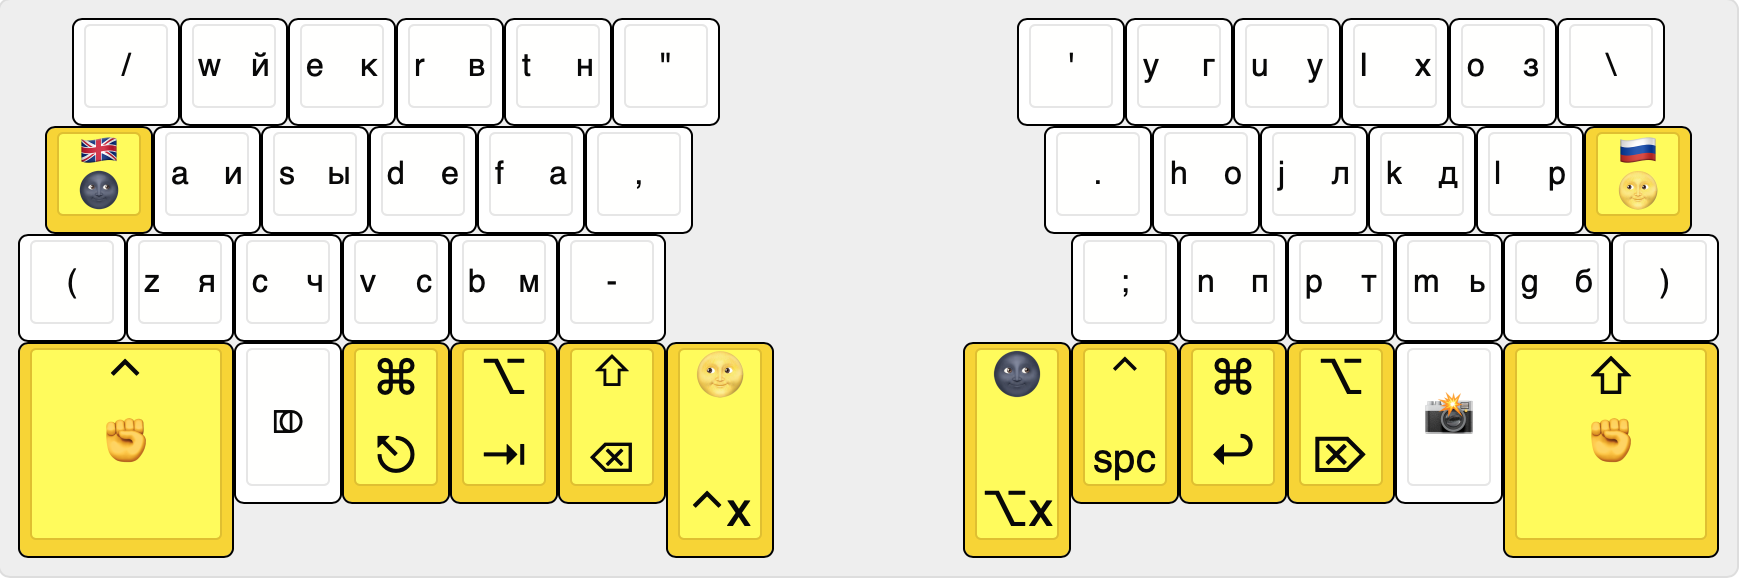 / w й e к r в t н " ' y г u у l х o з \
a и s ы d е f а , . h о j л k д l р
( z я c ч v с b м - ; n п p т m ь g б )
^ ⌘ ⌥ ⇧ ^ ⌘ ⌥ ⇧
⎋ ⇥ ⌫ spc ↩ ⌦
^x ⌥x